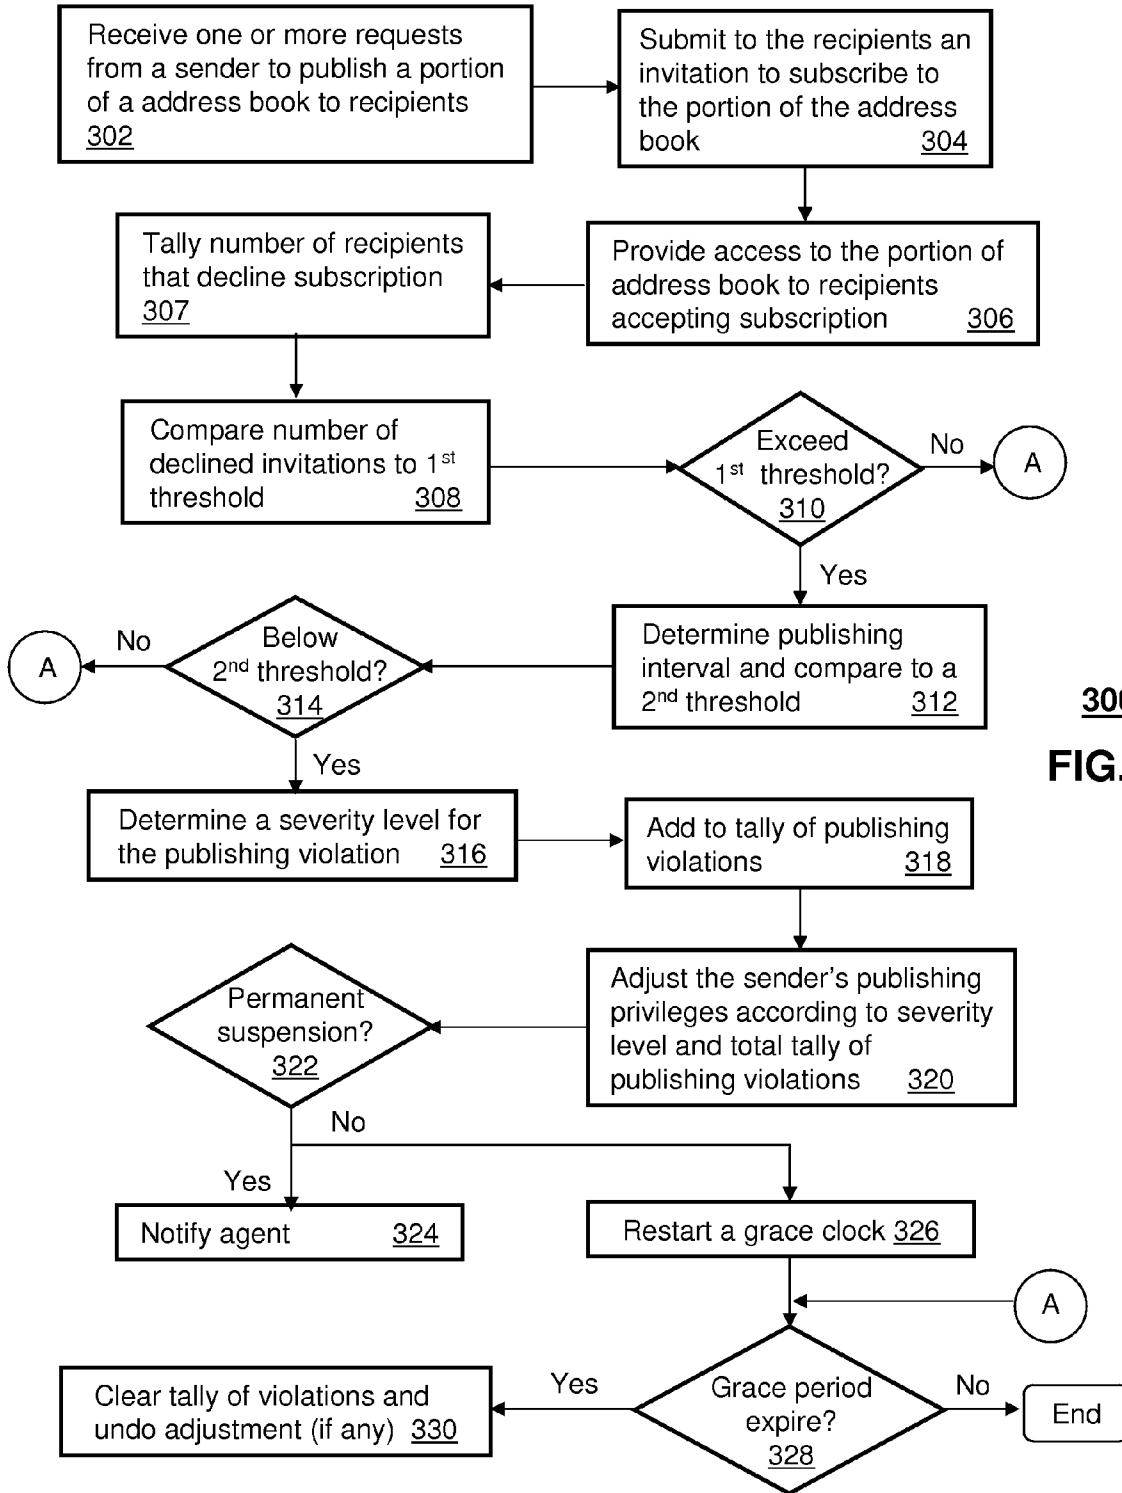 Receive one or more requests
from a sender to publish a portion
of a address book to recipients
302
Submit to the recipients an
invitation to subscribe to
the portion of the address
book 304
Tally number of recipients
that decline subscription
307
Provide access to the portion of
address book to recipients
accepting subscription 306
Compare number of
declined invitations to 1st
threshold 308
Exceed
1st threshold?
310
No
A
Yes
Below
2nd threshold?
314
No
A
Determine publishing
interval and compare to a
2nd threshold 312
Yes
300
FIG.
Determine a severity level for
the publishing violation 316
Add to tally of publishing
violations 318
Permanent
suspension?
322
Adjust the sender's publishing
privileges according to severity
level and total tally of
publishing violations 320
No
Yes
Notify agent 324
Restart a grace clock 326
A
Clear tally of violations and
undo adjustment (if any) 330
Yes
Grace period
expire?
328
No
End